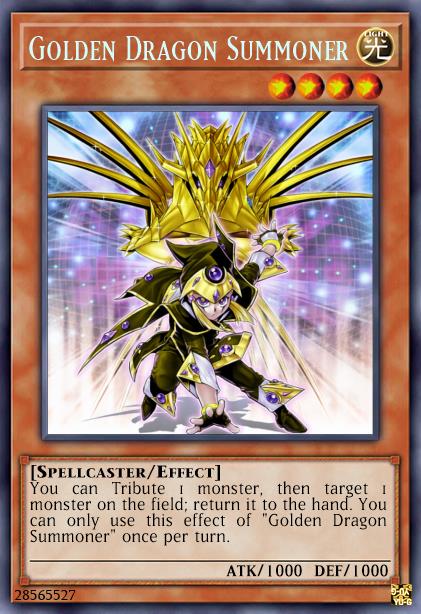 GOLDEN DRAGON SUMMONER
LIGHT
光
[SPELLCASTER/EFFECT]
You can Tribute 1 monster, then target 1
monster on the field; return it to the hand. You
can only use this effect of "Golden Dragon
Summoner" once per turn.
ATK/1000 DEF/1000
28565527